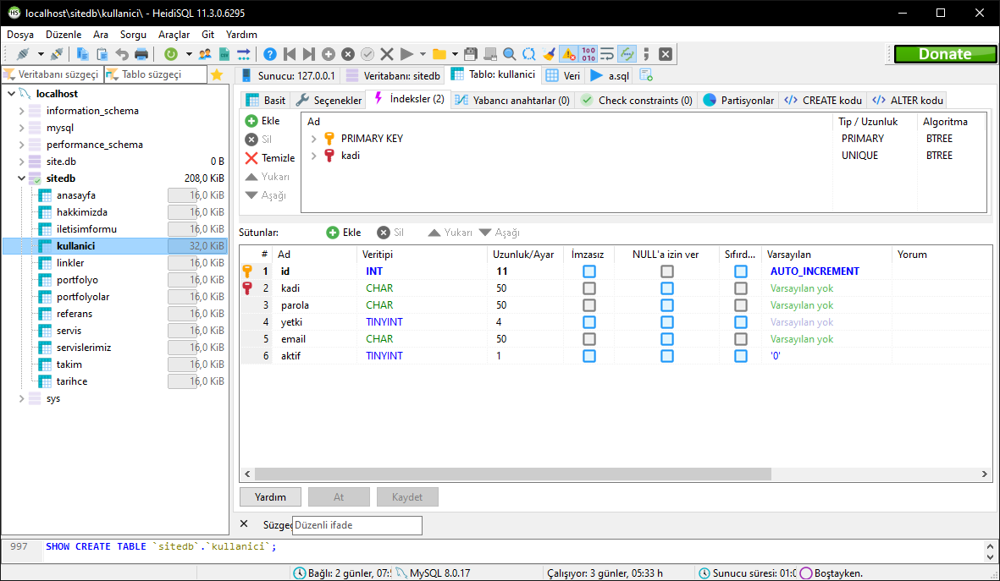 localhost\sitedb\kullanici\ - HeidiSQL 11.3.0.6295
Dosya Düzenle Ara Sorgu Araçlar Git Yardım
Donate
Veritabanı süzgeci Tablo süzgeci
Sunucu: 127.0.0.1 Veritabanı: sitedb Tablo: kullanici Veri a.sql
localhost
information_schema
mysql
performance_schema
site.db 0 B
sitedb 208,0 KiB
anasayfa 16,0 KiB
hakkimizda 16,0 KiB
iletisimformu 16,0 KiB
kullanici 32,0 KiB
linkler 16,0 KiB
portfolyo 16,0 KiB
portfolyolar 16,0 KiB
referans 16,0 KiB
servis 16,0 KiB
servislerimiz 16,0 KiB
takim 16,0 KiB
tarihce 16,0 KiB
sys
Basit Seçenekler İndeksler (2) Yabancı anahtarlar (0) Check constraints (0) Partisyonlar CREATE kodu ALTER kodu
Ekle
Sil
Temizle
Yukarı
Aşağı
Ad Tip / Uzunluk Algoritma
PRIMARY KEY PRIMARY BTREE
kadi UNIQUE BTREE
Sütunlar: Ekle Sil Yukarı Aşağı
# Ad Veritipi Uzunluk/Ayar İmzasız NULL'a izin ver Sıfırd... Varsayılan Yorum
1 id INT 11 AUTO_INCREMENT
2 kadi CHAR 50 Varsayılan yok
3 parola CHAR 50 Varsayılan yok
4 yetki TINYINT 4 Varsayılan yok
5 email CHAR 50 Varsayılan yok
6 aktif TINYINT 1 '0'
Yardım At Kaydet
Süzgeç Düzenli ifade
997 SHOW CREATE TABLE `sitedb`.`kullanici`;
Bağlı: 2 günler, 07:5 MySQL 8.0.17 Çalışıyor: 3 günler, 05:33 h Sunucu süresi: 01:0 Boştayken.